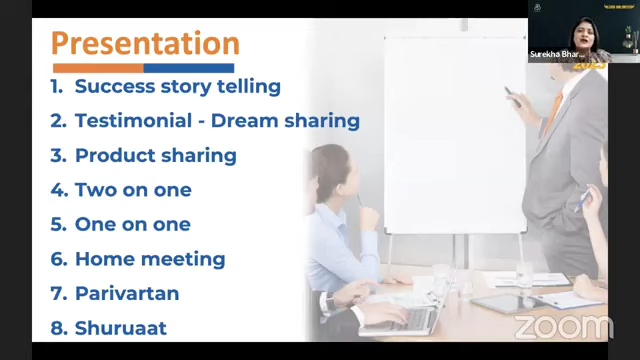 Presentation
1. Success story telling
2. Testimonial - Dream sharing
3. Product sharing
4. Two on one
5. One on one
6. Home meeting
7. Parivartan
8. Shuruaat
Surekha Bhar...
2023
zoom